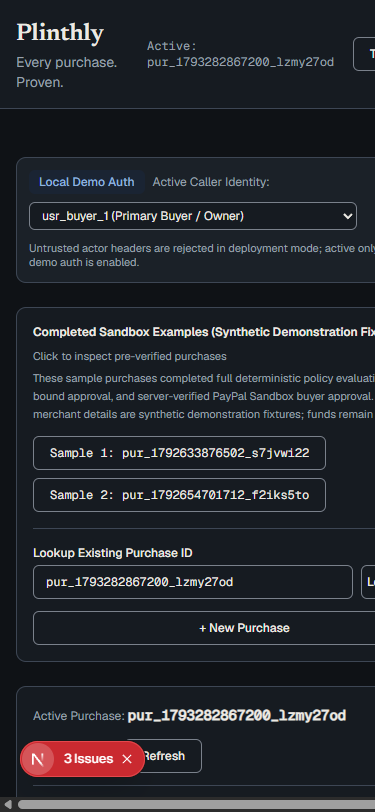 Plinthly
Every purchase.
Proven.
Active:
pur_1793282867200_lzmy27od
T
Local Demo Auth Active Caller Identity:
usr_buyer_1 (Primary Buyer / Owner)
Untrusted actor headers are rejected in deployment mode; active only
demo auth is enabled.
Completed Sandbox Examples (Synthetic Demonstration Fix
Click to inspect pre-verified purchases
These sample purchases completed full deterministic policy evaluati
bound approval, and server-verified PayPal Sandbox buyer approval.
merchant details are synthetic demonstration fixtures; funds remain
Sample 1: pur_1792633876502_s7jvwi22
Sample 2: pur_1792654701712_f2iks5to
Lookup Existing Purchase ID
pur_1793282867200_lzmy27od
+ New Purchase
Active Purchase: pur_1793282867200_lzmy27od
N 3 Issues
Refresh